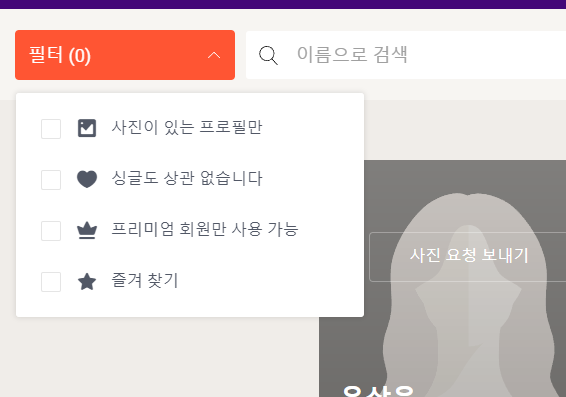 필터 (0)
이름으로 검색
사진이 있는 프로필만
싱글도 상관 없습니다
프리미엄 회원만 사용 가능
즐겨 찾기
사진 요청 보내기